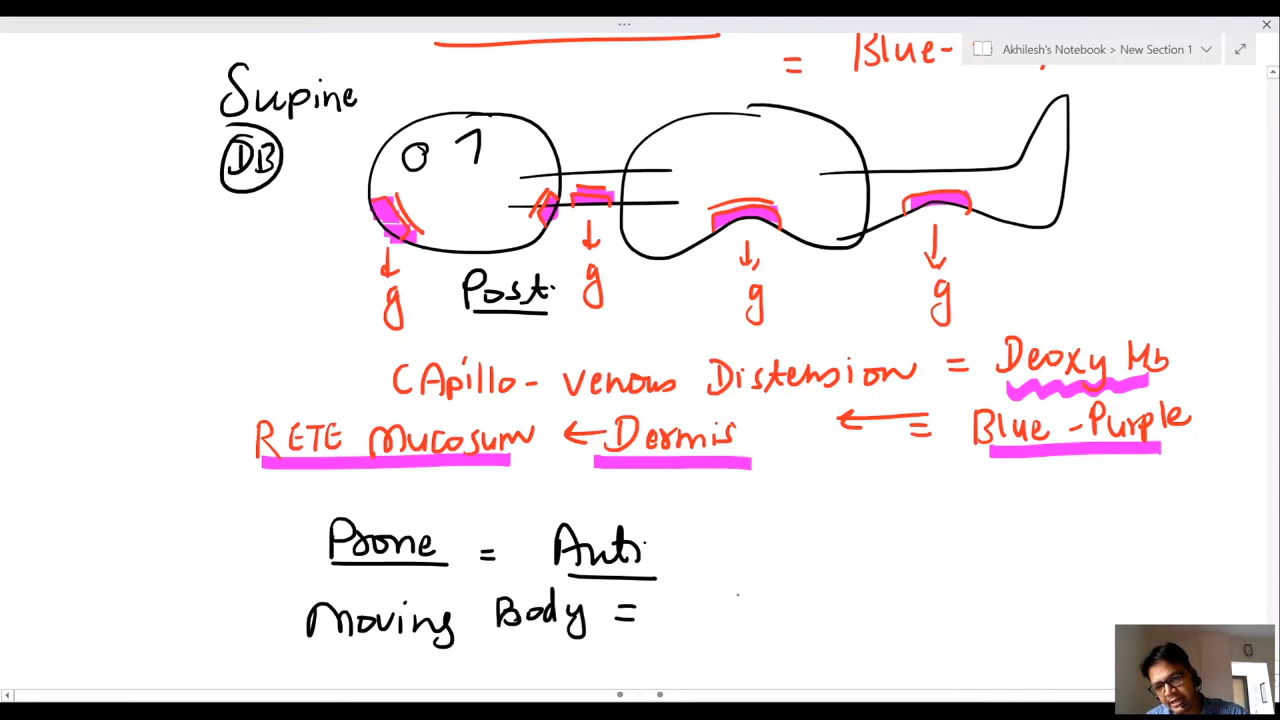 Akhilesh's Notebook > New Section 1
= Blue-
Supine
DB
g
g
g
g
Post.
CApillo-venous Distension = Deoxy Hb
RETE Mucosum ← Dermis ← = Blue-Purple
Prone = Anti
Moving Body =